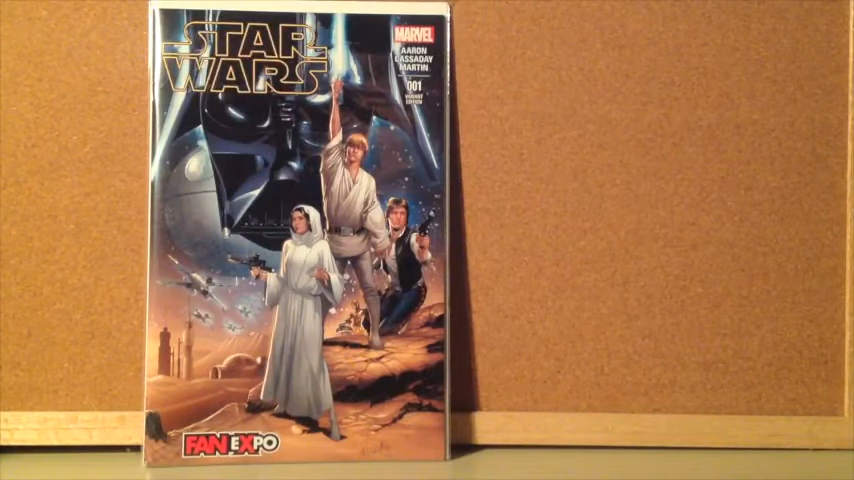 STAR
WARS
MARVEL
AARON
CASSADAY
MARTIN
001
VARIANT
EDITION
FAN EXPO